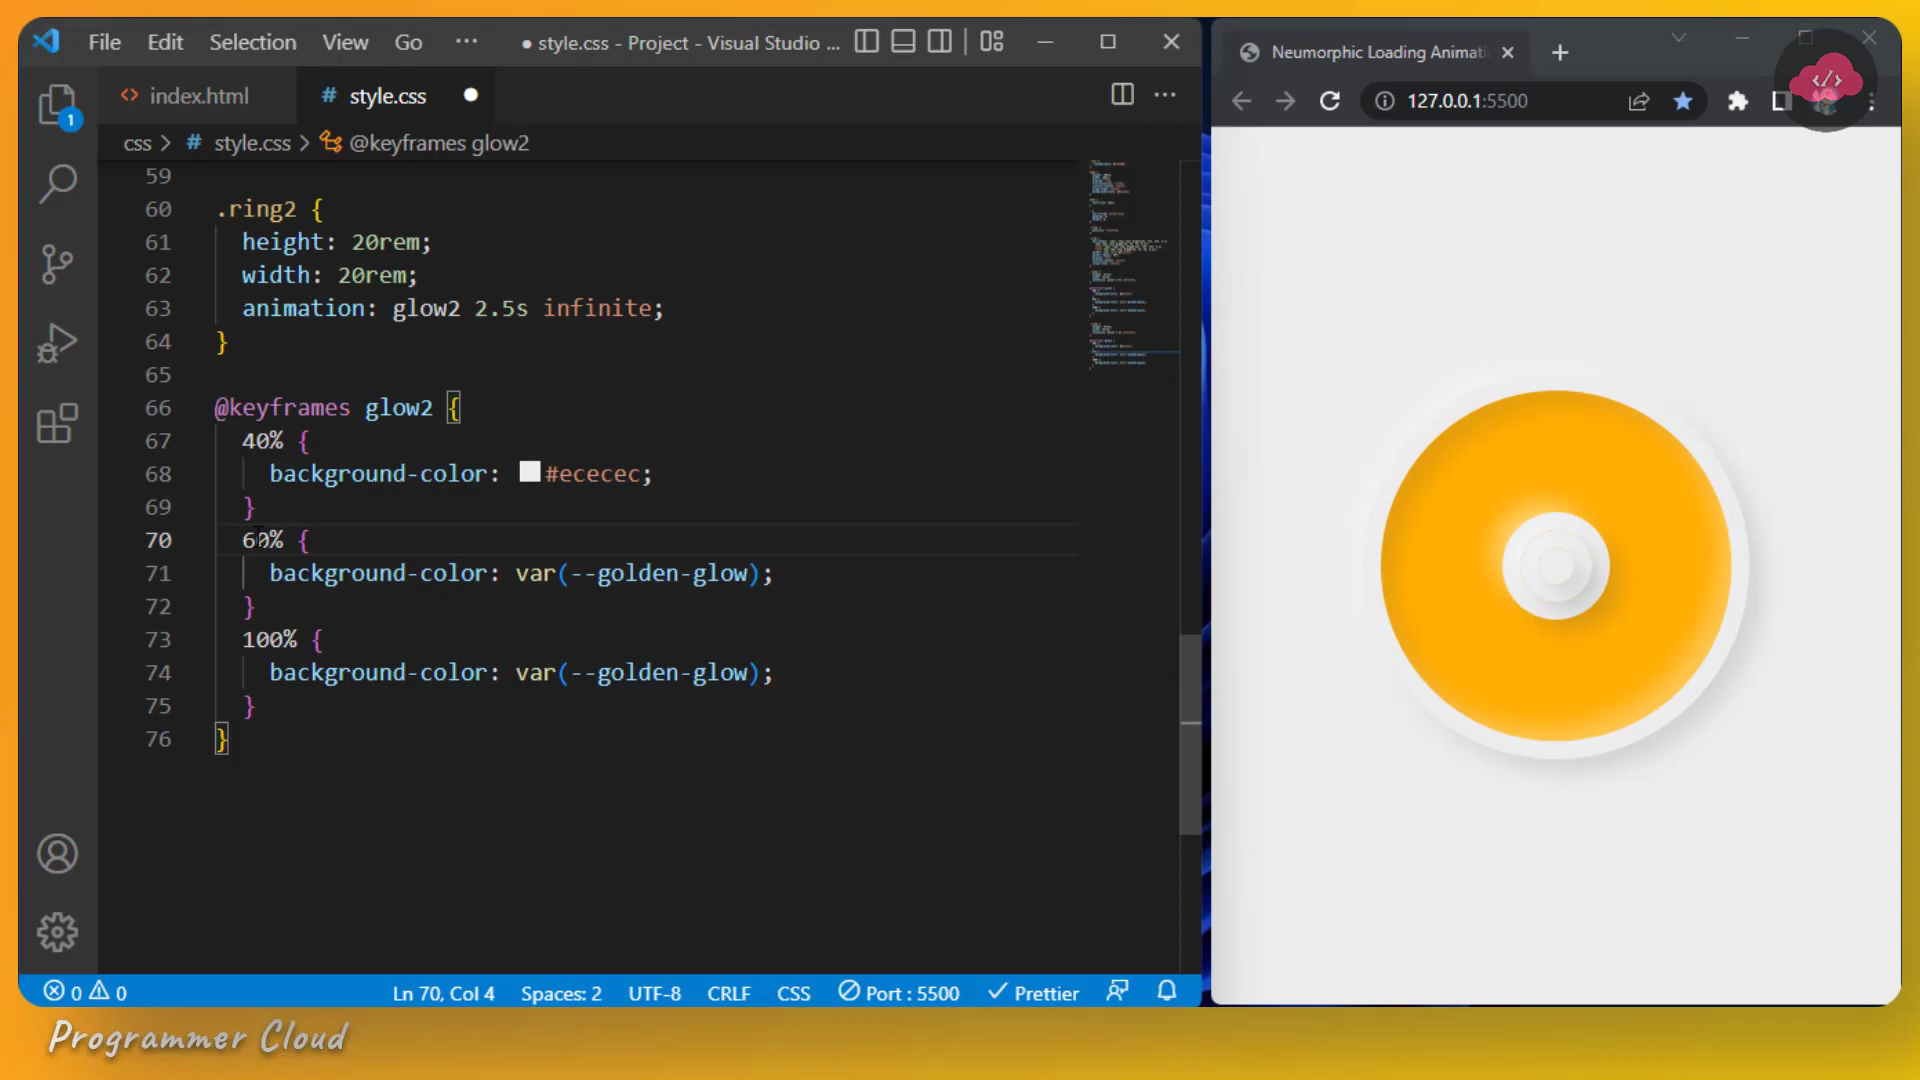 File Edit Selection View Go ··· ● style.css - Project - Visual Studio ...
index.html # style.css ●
css > # style.css > @keyframes glow2
59
60 .ring2 {
61 height: 20rem;
62 width: 20rem;
63 animation: glow2 2.5s infinite;
64 }
65
66 @keyframes glow2 {
67 40% {
68 background-color: #ececec;
69 }
70 60% {
71 background-color: var(--golden-glow);
72 }
73 100% {
74 background-color: var(--golden-glow);
75 }
76 }
1
0 0 Ln 70, Col 4 Spaces: 2 UTF-8 CRLF CSS Port : 5500 Prettier
Neumorphic Loading Animati
127.0.0.1:5500
Programmer Cloud